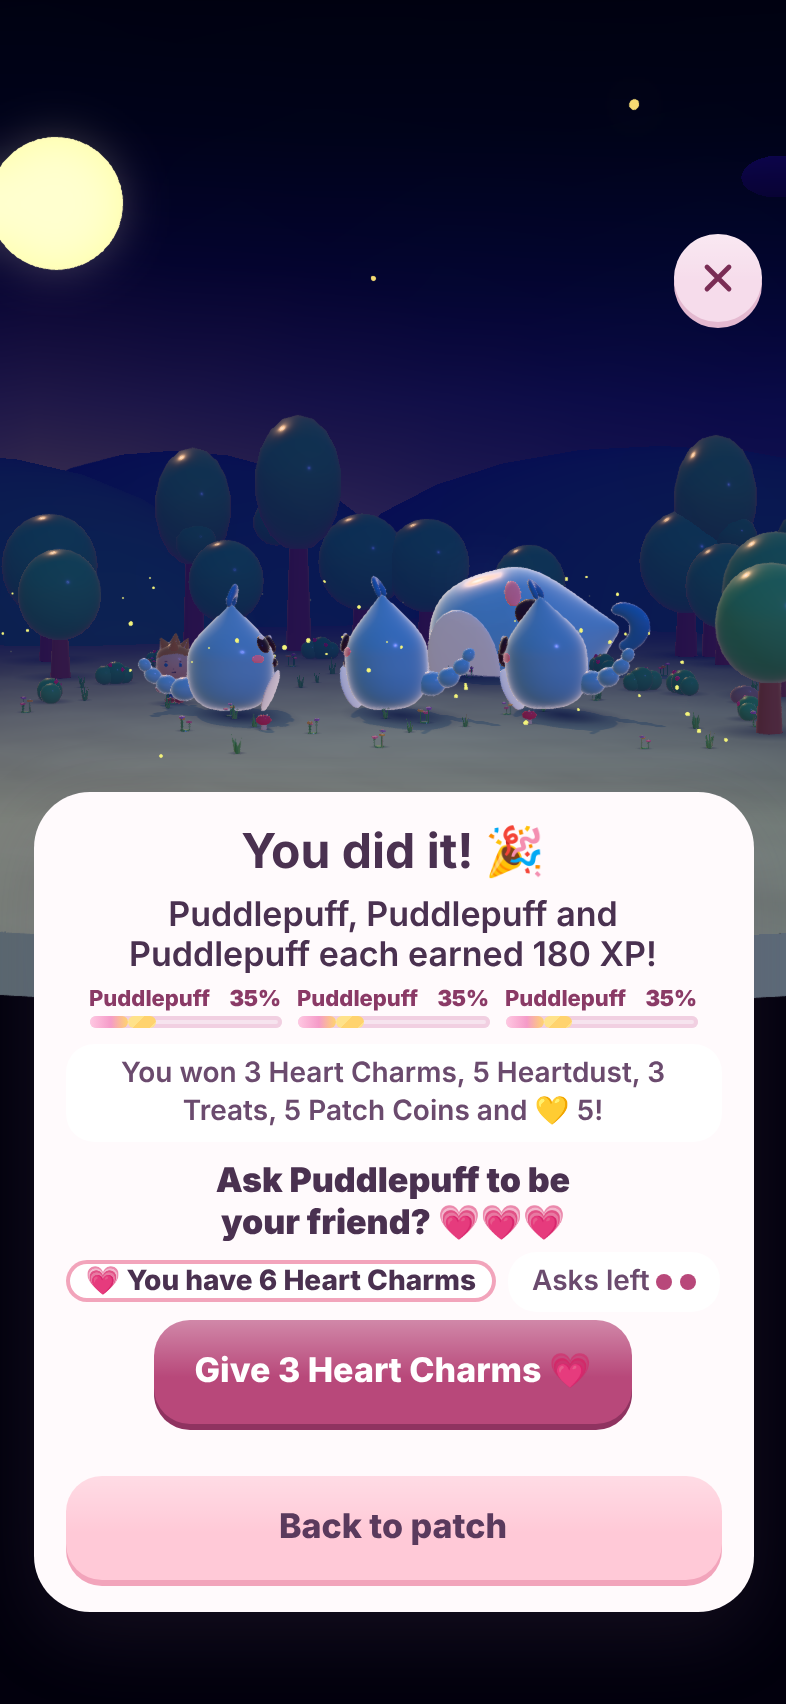 You did it! 🎉
Puddlepuff, Puddlepuff and
Puddlepuff each earned 180 XP!
Puddlepuff 35% Puddlepuff 35% Puddlepuff 35%
You won 3 Heart Charms, 5 Heartdust, 3
Treats, 5 Patch Coins and 💛 5!
Ask Puddlepuff to be
your friend? 💗💗💗
💗 You have 6 Heart Charms Asks left
Give 3 Heart Charms 💗
Back to patch